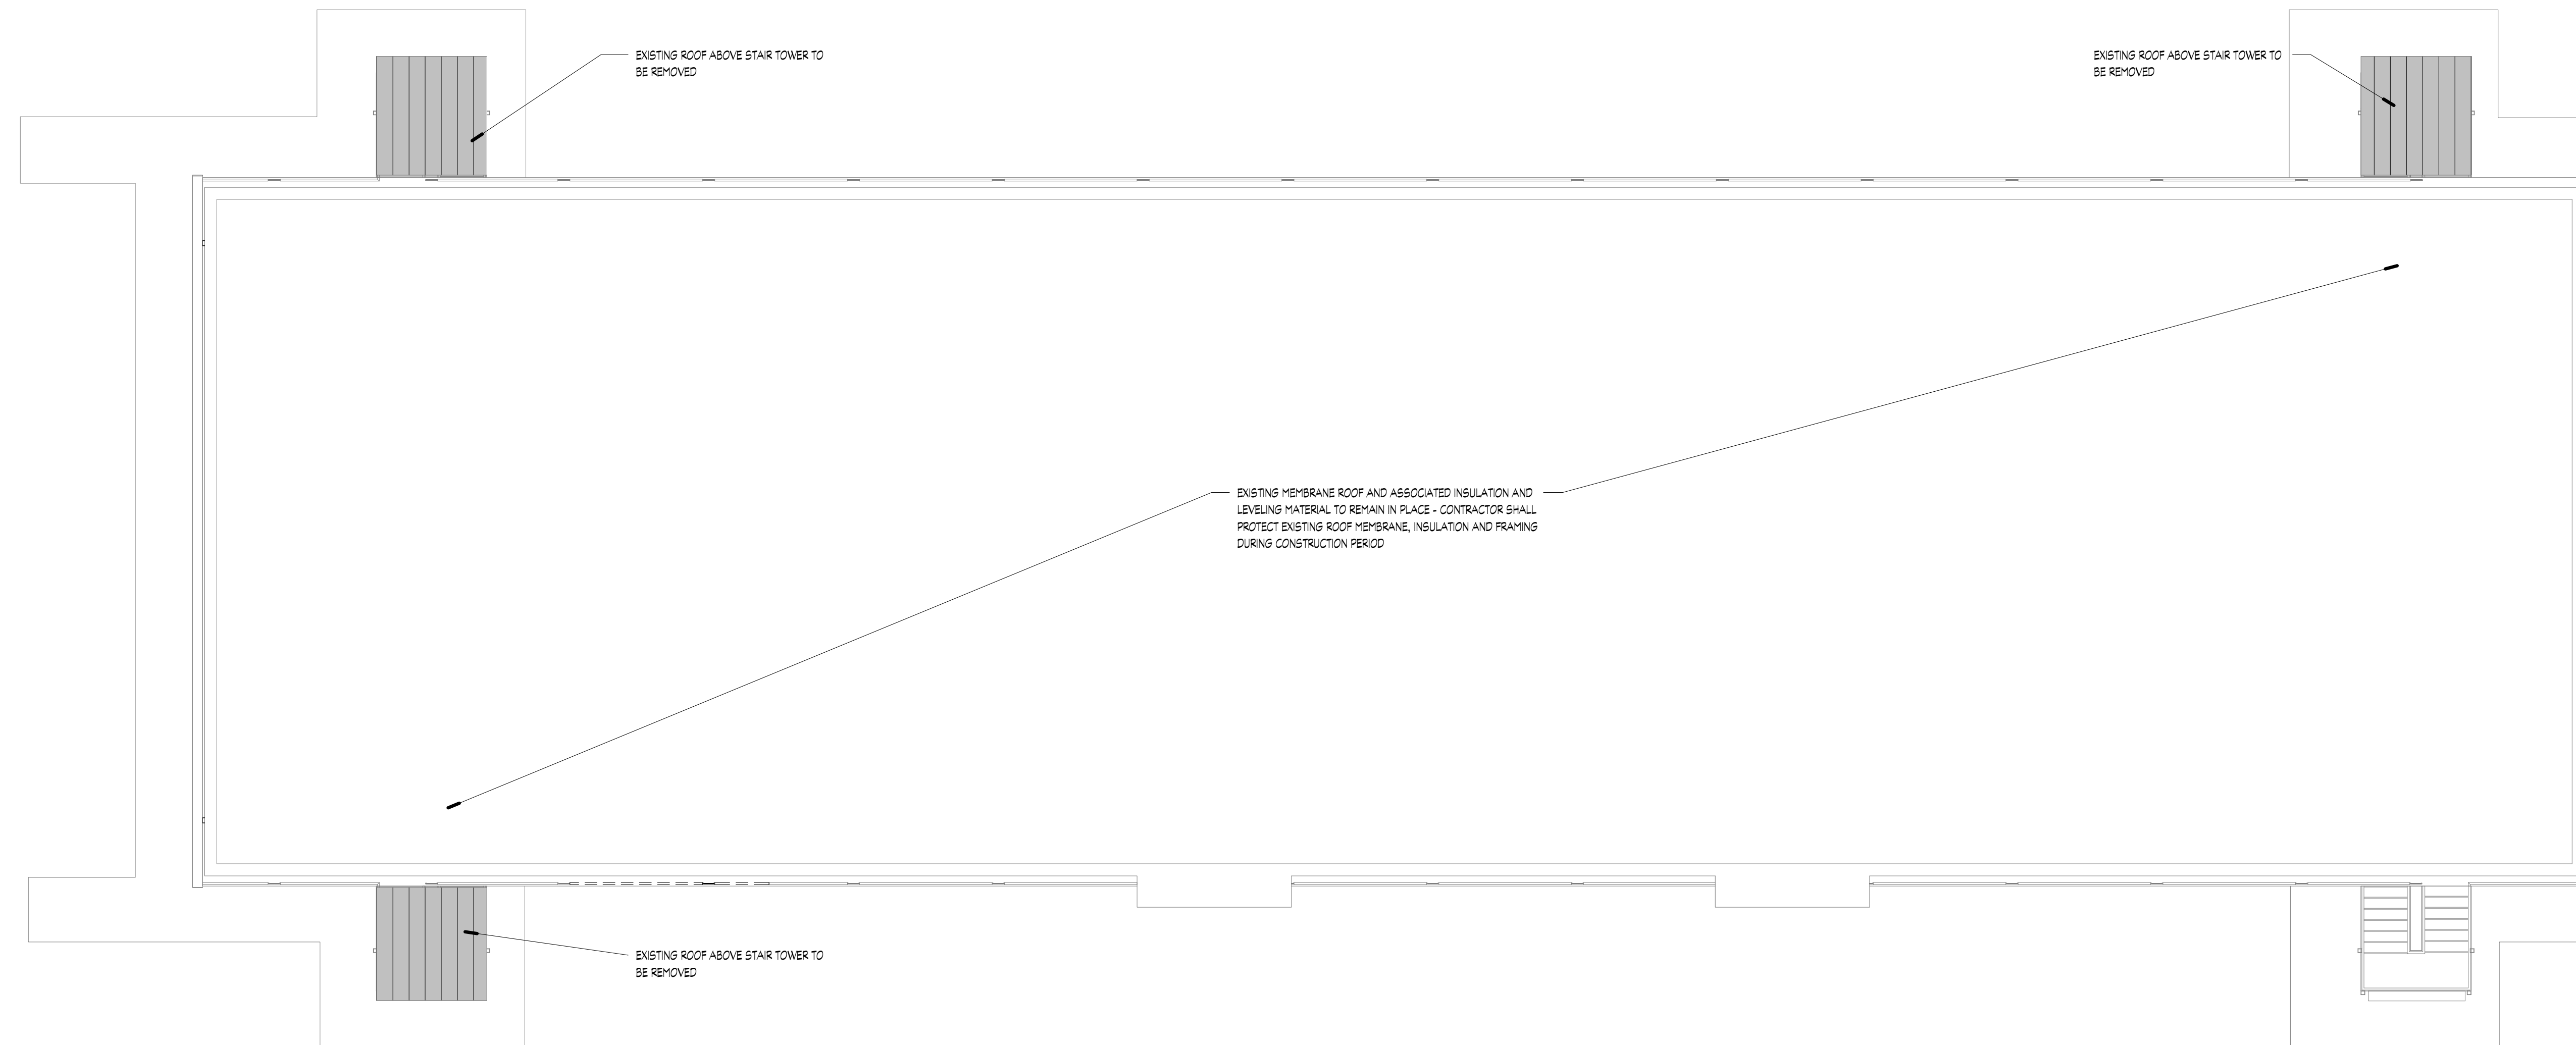 EXISTING ROOF ABOVE STAIR TOWER TO
BE REMOVED
EXISTING ROOF ABOVE STAIR TOWER TO
BE REMOVED
EXISTING MEMBRANE ROOF AND ASSOCIATED INSULATION AND
LEVELING MATERIAL TO REMAIN IN PLACE - CONTRACTOR SHALL
PROTECT EXISTING ROOF MEMBRANE, INSULATION AND FRAMING
DURING CONSTRUCTION PERIOD
EXISTING ROOF ABOVE STAIR TOWER TO
BE REMOVED